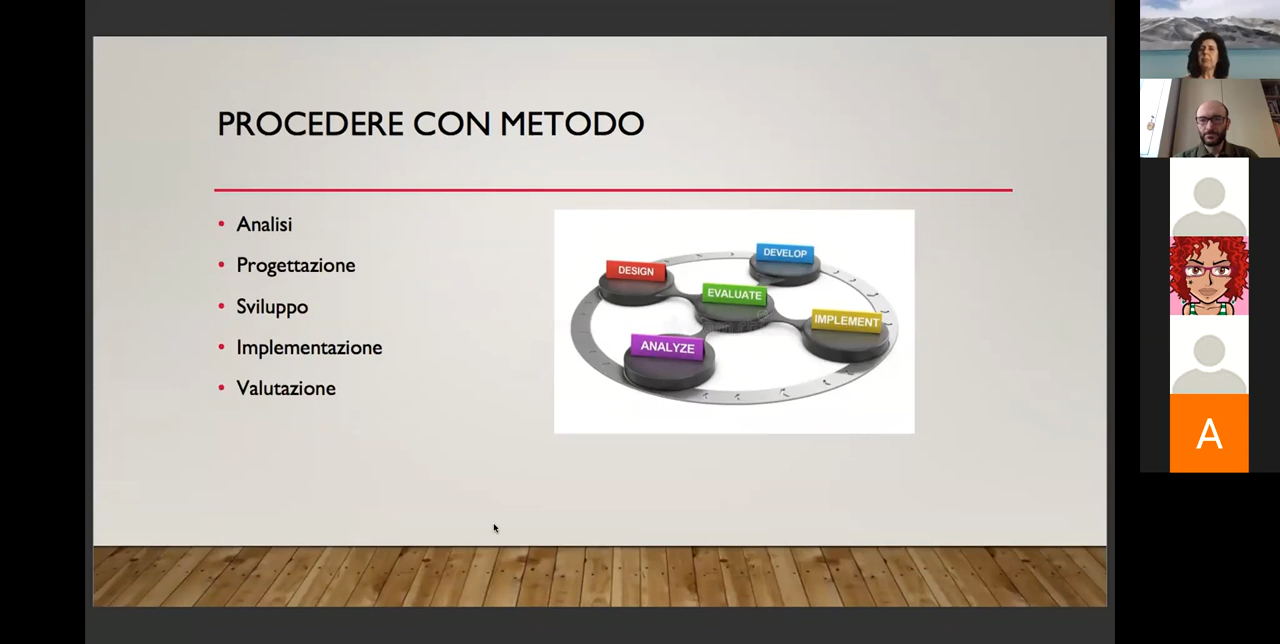 PROCEDERE CON METODO
• Analisi
• Progettazione
• Sviluppo
• Implementazione
• Valutazione
DEVELOP
DESIGN
EVALUATE
IMPLEMENT
ANALYZE
A